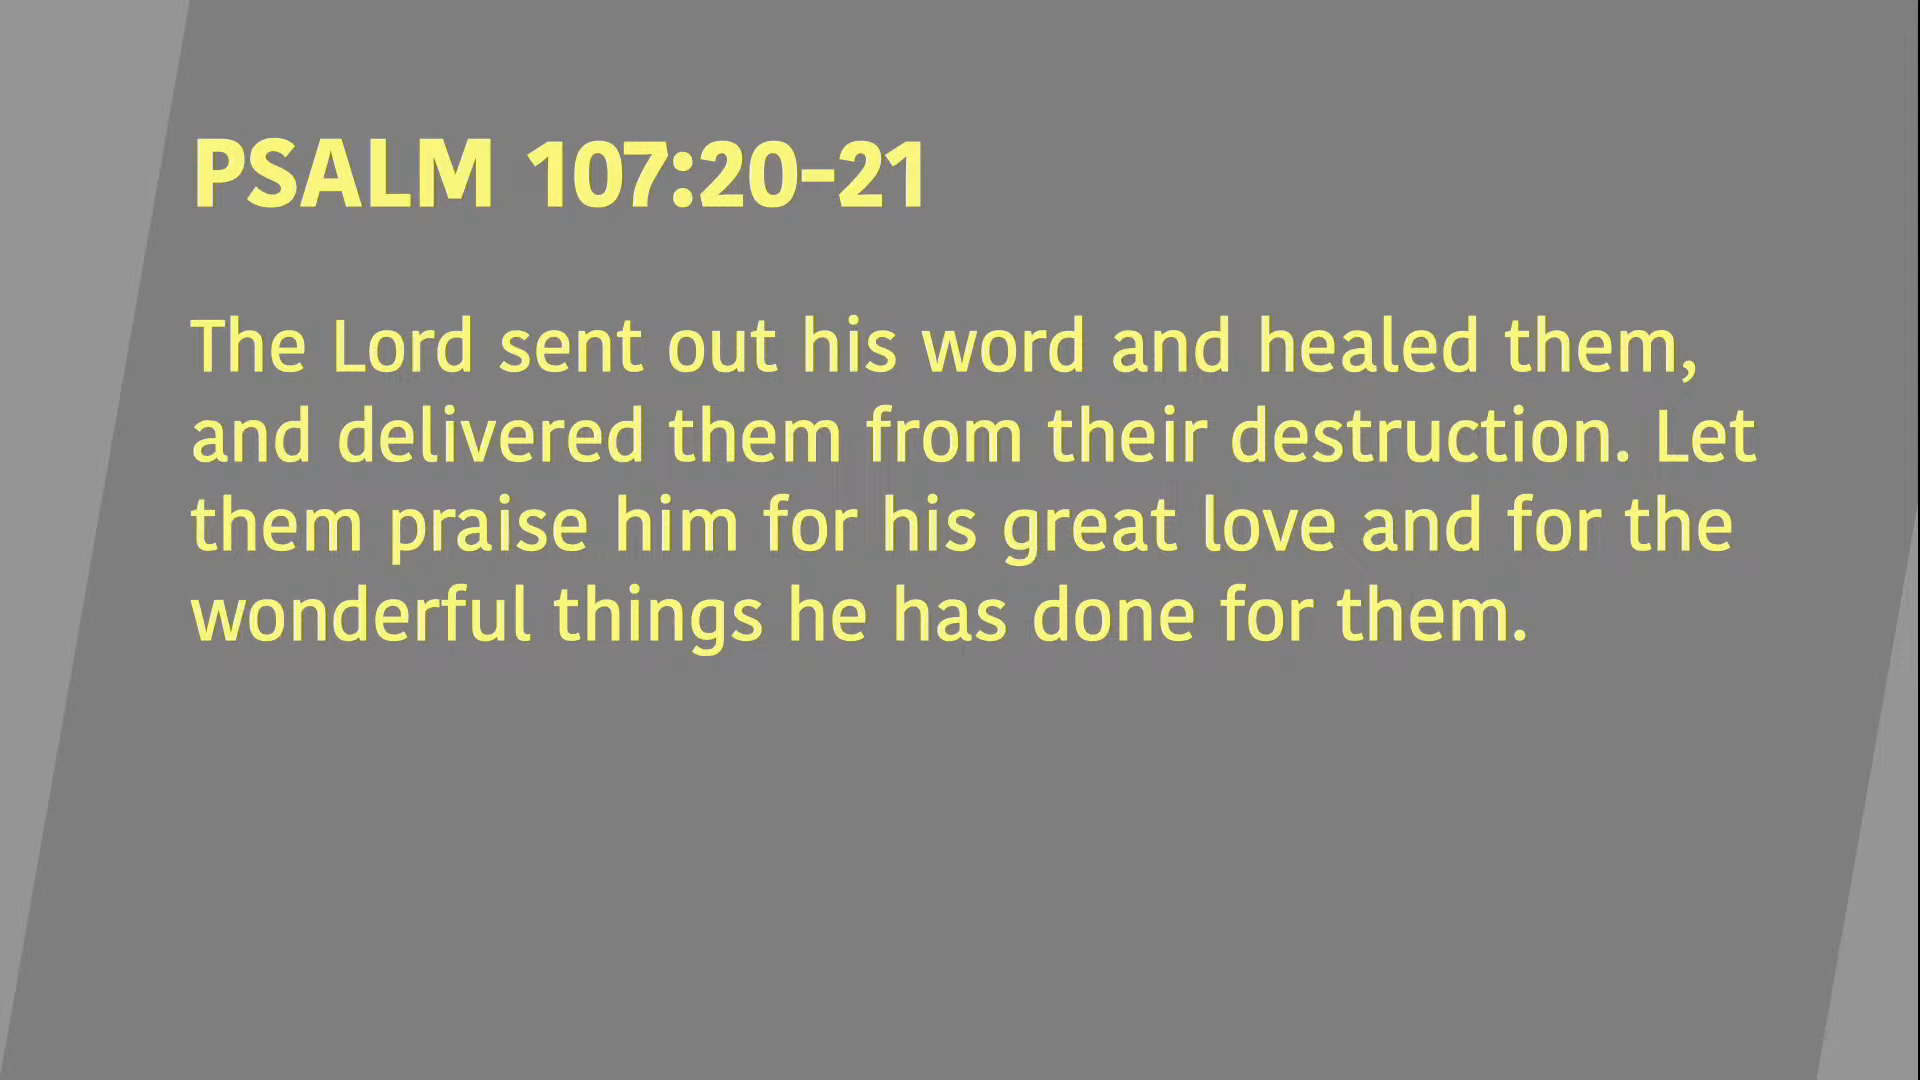 PSALM 107:20-21
The Lord sent out his word and healed them,
and delivered them from their destruction. Let
them praise him for his great love and for the
wonderful things he has done for them.